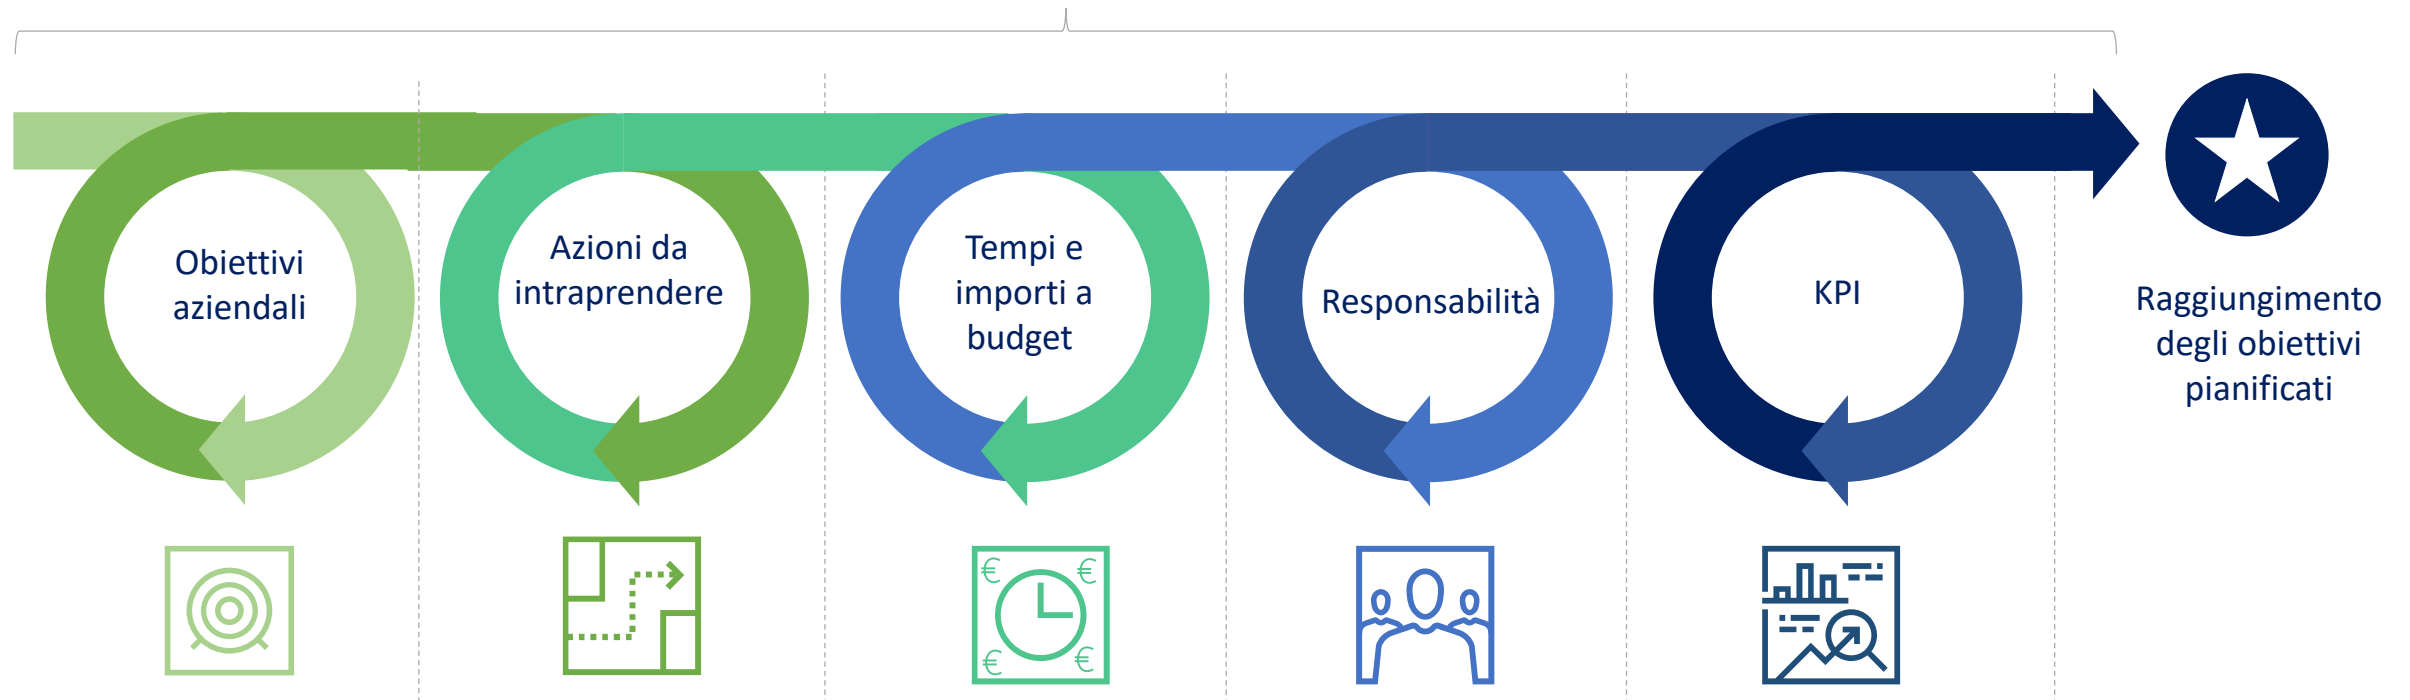 Obiettivi
aziendali
Azioni da
intraprendere
Tempi e
importi a
budget
Responsabilità
KPI
Raggiungimento
degli obiettivi
pianificati
€ €
€ €